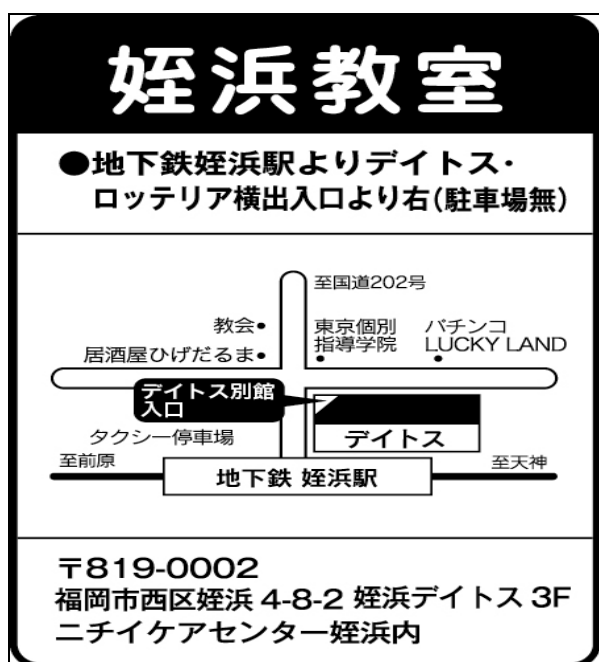 姪浜教室
●地下鉄姪浜駅よりデイトス・
ロッテリア横出入口より右(駐車場無)
至国道202号
教会●
東京個別
指導学院
パチンコ
LUCKY LAND
居酒屋ひげだるま●
デイトス別館
入口
デイトス
タクシー停車場
至前原
至天神
地下鉄 姪浜駅
〒819-0002
福岡市西区姪浜 4-8-2 姪浜デイトス 3F
ニチイケアセンター姪浜内